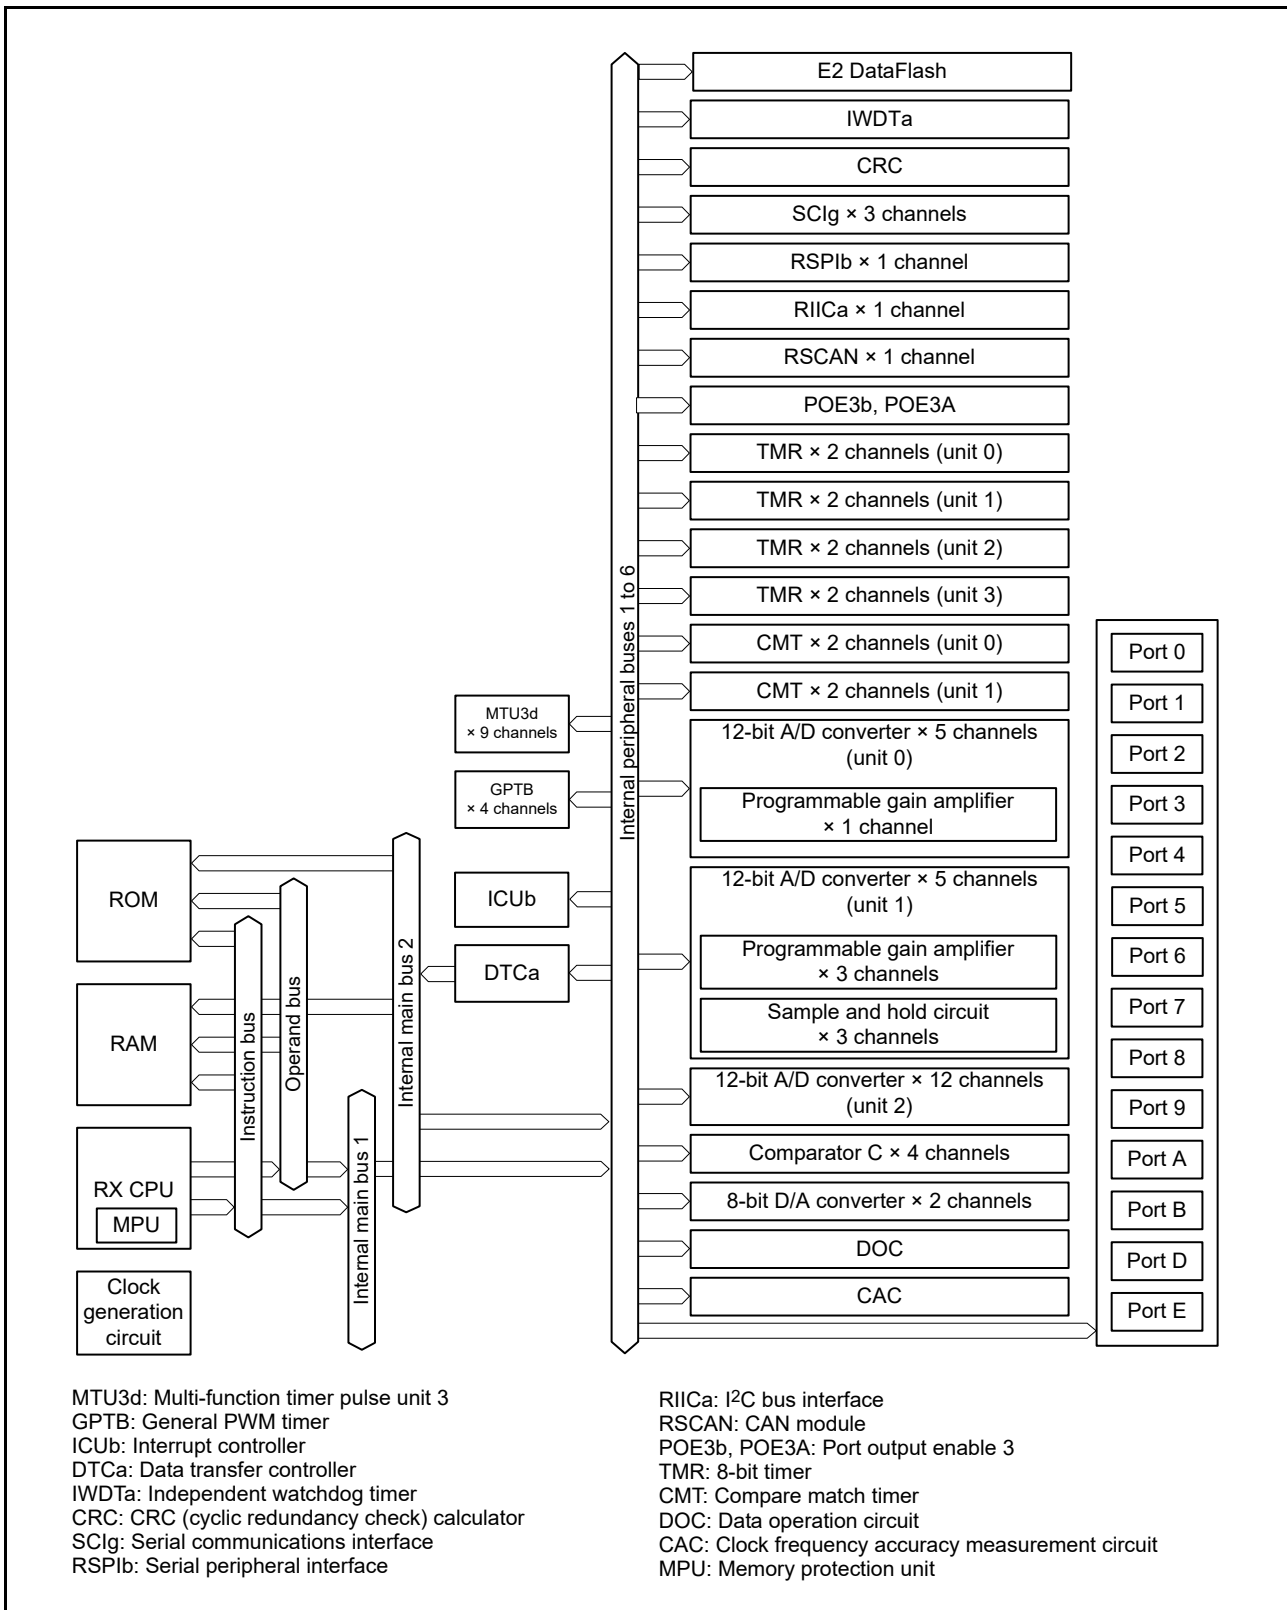 E2 DataFlash
IWDTa
CRC
SCIg × 3 channels
RSPIb × 1 channel
RIICa × 1 channel
RSCAN × 1 channel
POE3b, POE3A
TMR × 2 channels (unit 0)
TMR × 2 channels (unit 1)
TMR × 2 channels (unit 2)
TMR × 2 channels (unit 3)
CMT × 2 channels (unit 0)
CMT × 2 channels (unit 1)
12-bit A/D converter × 5 channels
(unit 0)
Programmable gain amplifier
× 1 channel
12-bit A/D converter × 5 channels
(unit 1)
Programmable gain amplifier
× 3 channels
Sample and hold circuit
× 3 channels
12-bit A/D converter × 12 channels
(unit 2)
Comparator C × 4 channels
8-bit D/A converter × 2 channels
DOC
CAC
Port 0
Port 1
Port 2
Port 3
Port 4
Port 5
Port 6
Port 7
Port 8
Port 9
Port A
Port B
Port D
Port E
Internal peripheral buses 1 to 6
MTU3d
× 9 channels
GPTB
× 4 channels
ICUb
DTCa
Internal main bus 2
Internal main bus 1
Operand bus
Instruction bus
ROM
RAM
RX CPU
MPU
Clock
generation
circuit
MTU3d: Multi-function timer pulse unit 3
GPTB: General PWM timer
ICUb: Interrupt controller
DTCa: Data transfer controller
IWDTa: Independent watchdog timer
CRC: CRC (cyclic redundancy check) calculator
SCIg: Serial communications interface
RSPIb: Serial peripheral interface
RIICa: I²C bus interface
RSCAN: CAN module
POE3b, POE3A: Port output enable 3
TMR: 8-bit timer
CMT: Compare match timer
DOC: Data operation circuit
CAC: Clock frequency accuracy measurement circuit
MPU: Memory protection unit